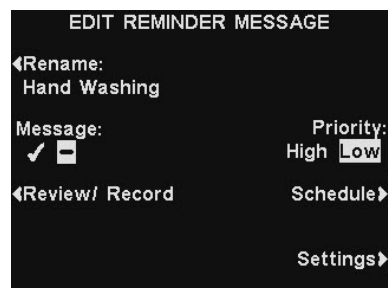 EDIT REMINDER MESSAGE
Rename:
Hand Washing
Message: Priority:
✓ - High Low
Review/ Record Schedule
Settings